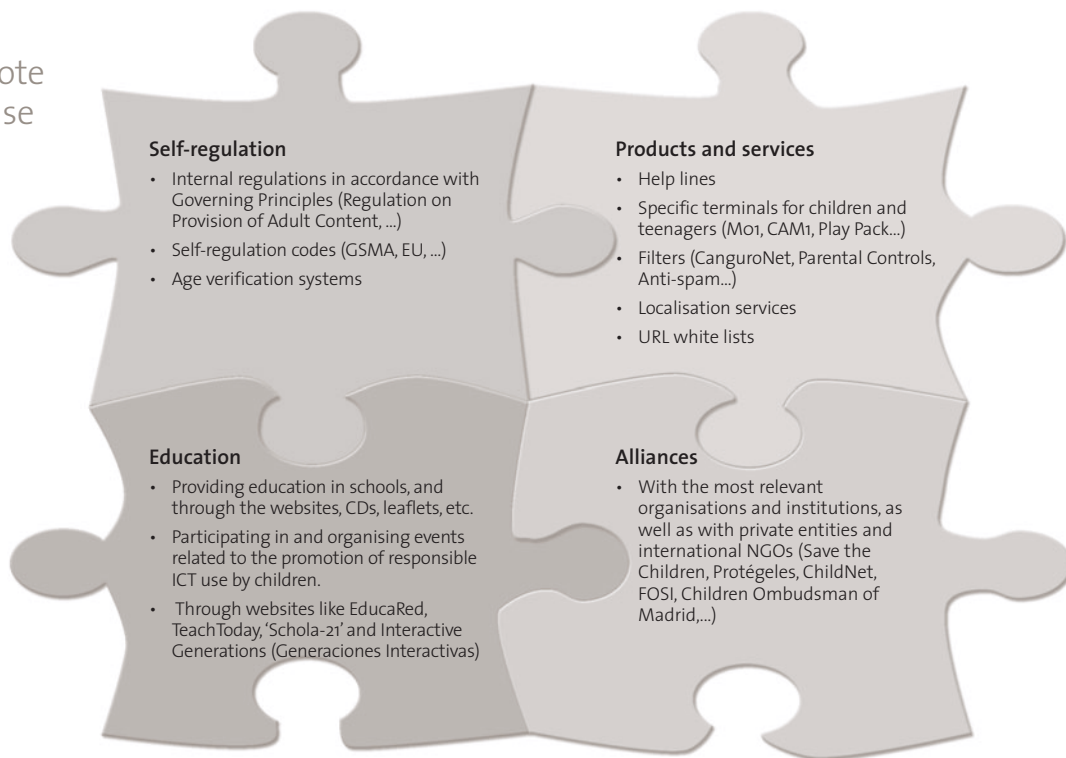 ote
se
Self-regulation
• Internal regulations in accordance with
Governing Principles (Regulation on
Provision of Adult Content, ...)
• Self-regulation codes (GSMA, EU, ...)
• Age verification systems
Products and services
• Help lines
• Specific terminals for children and
teenagers (M01, CAM1, Play Pack...)
• Filters (CanguroNet, Parental Controls,
Anti-spam...)
• Localisation services
• URL white lists
Education
• Providing education in schools, and
through the websites, CDs, leaflets, etc.
• Participating in and organising events
related to the promotion of responsible
ICT use by children.
• Through websites like EducaRed,
TeachToday, ‘Schola-21’ and Interactive
Generations (Generaciones Interactivas)
Alliances
• With the most relevant
organisations and institutions, as
well as with private entities and
international NGOs (Save the
Children, Protégeles, ChildNet,
FOSI, Children Ombudsman of
Madrid,...)